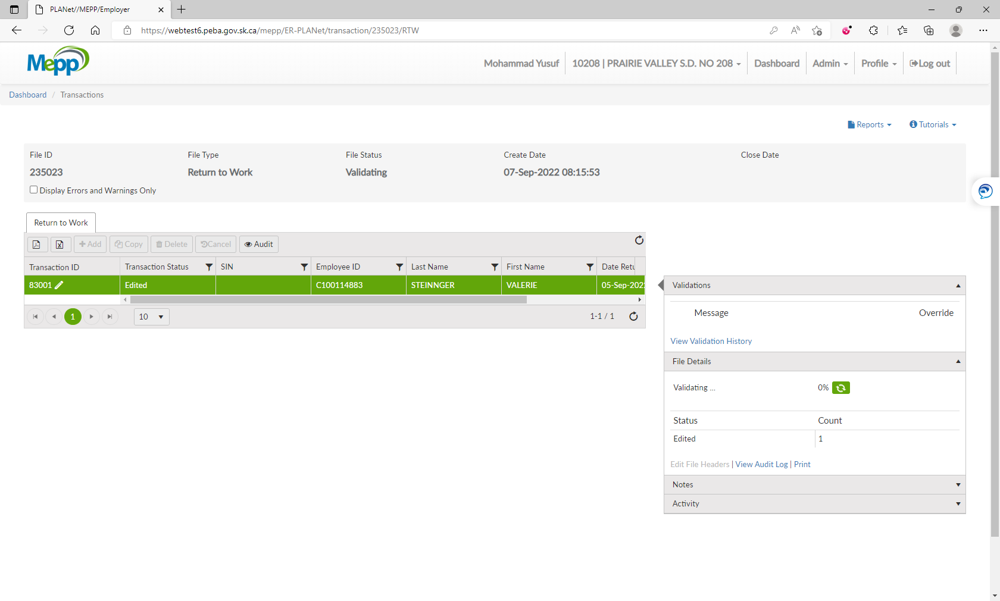 PLANet//MEPP/Employer
https://webtest6.peba.gov.sk.ca/mepp/ER-PLANet/transaction/235023/RTW
Mepp
Mohammad Yusuf
10208 | PRAIRIE VALLEY S.D. NO 208
Dashboard
Admin
Profile
Log out
Dashboard / Transactions
Reports
Tutorials
File ID
File Type
File Status
Create Date
Close Date
235023
Return to Work
Validating
07-Sep-2022 08:15:53
Display Errors and Warnings Only
Return to Work
Add
Copy
Delete
Cancel
Audit
Transaction ID
Transaction Status
SIN
Employee ID
Last Name
First Name
Date Retu
83001
Edited
C100114883
STEINNGER
VALERIE
05-Sep-2022
1
10
1-1 / 1
Validations
Message
Override
View Validation History
File Details
Validating ...
0%
Status
Count
Edited
1
Edit File Headers | View Audit Log | Print
Notes
Activity